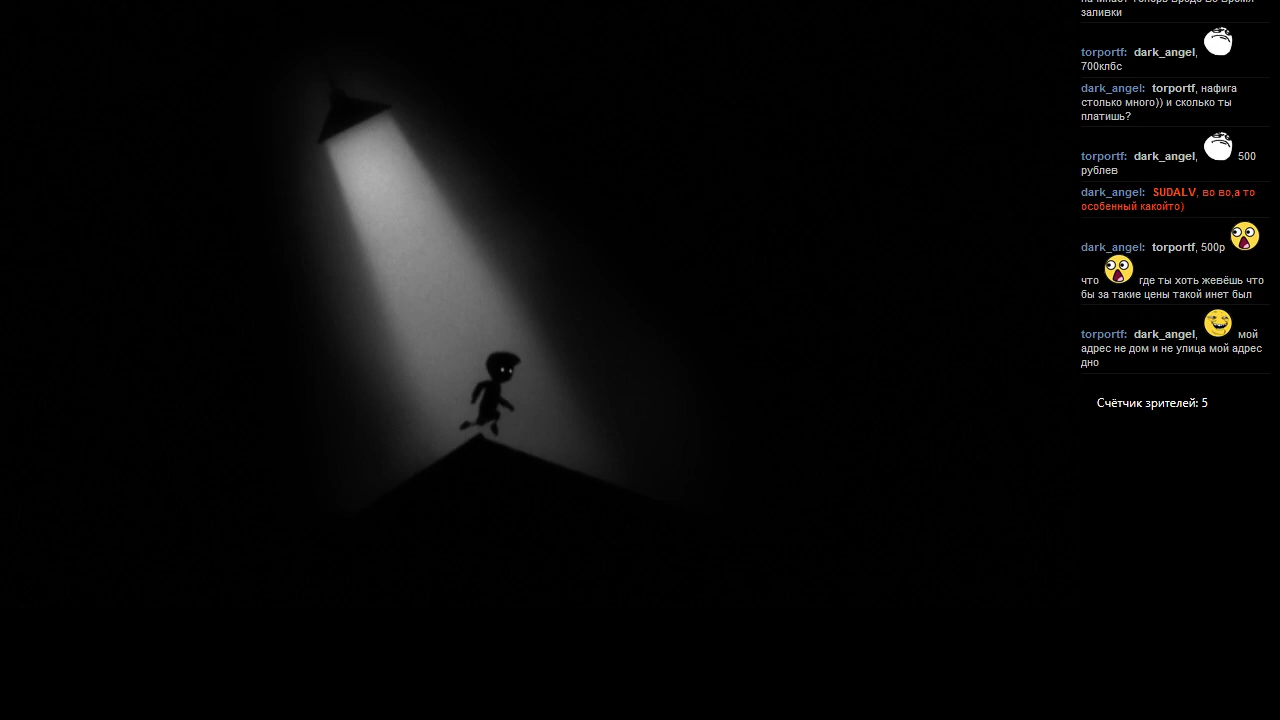 заливки
torportf: dark_angel,
700клбс
dark_angel: torportf, нафига
столько много)) и сколько ты
платишь?
torportf: dark_angel, 500
рублев
dark_angel: SUDALV, во во,а то
особенный какойто)
dark_angel: torportf, 500р
что где ты хоть жевёшь что
бы за такие цены такой инет был
torportf: dark_angel, мой
адрес не дом и не улица мой адрес
дно
Счётчик зрителей: 5